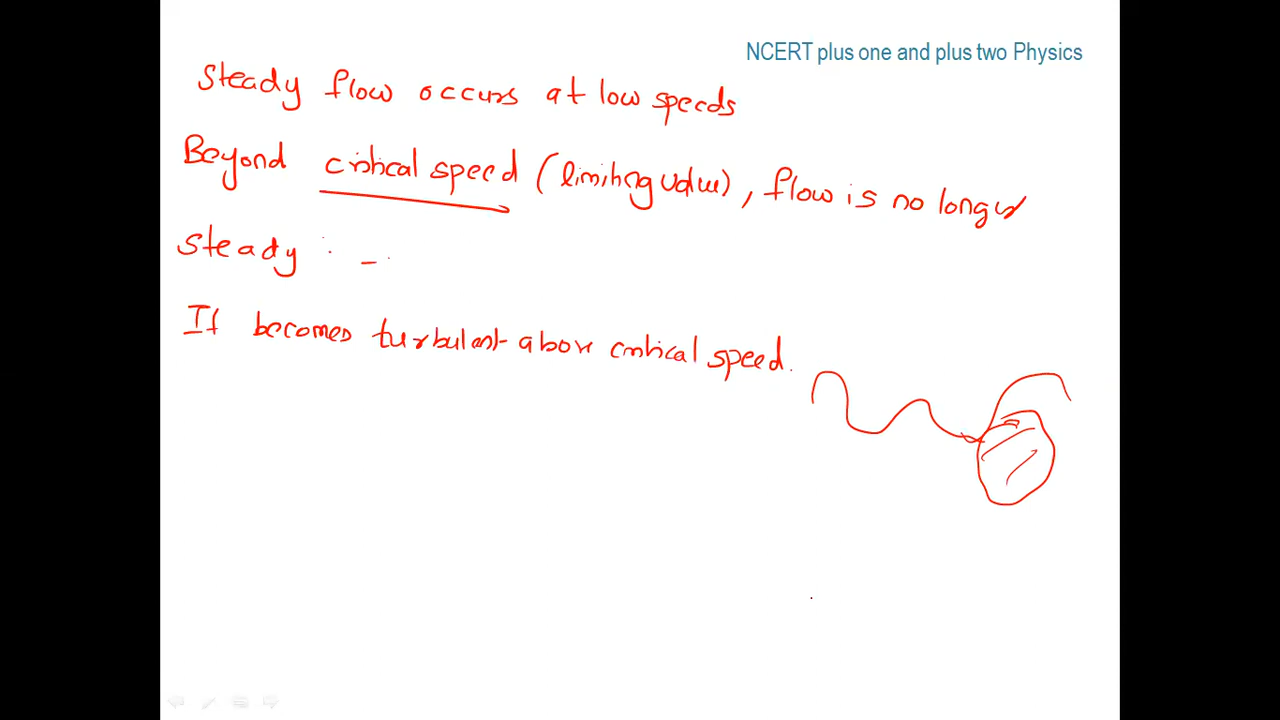 NCERT plus one and plus two Physics
Steady flow occurs at low speeds
Beyond critical speed (limiting value), flow is no longer
steady
It becomes turbulent above critical speed.